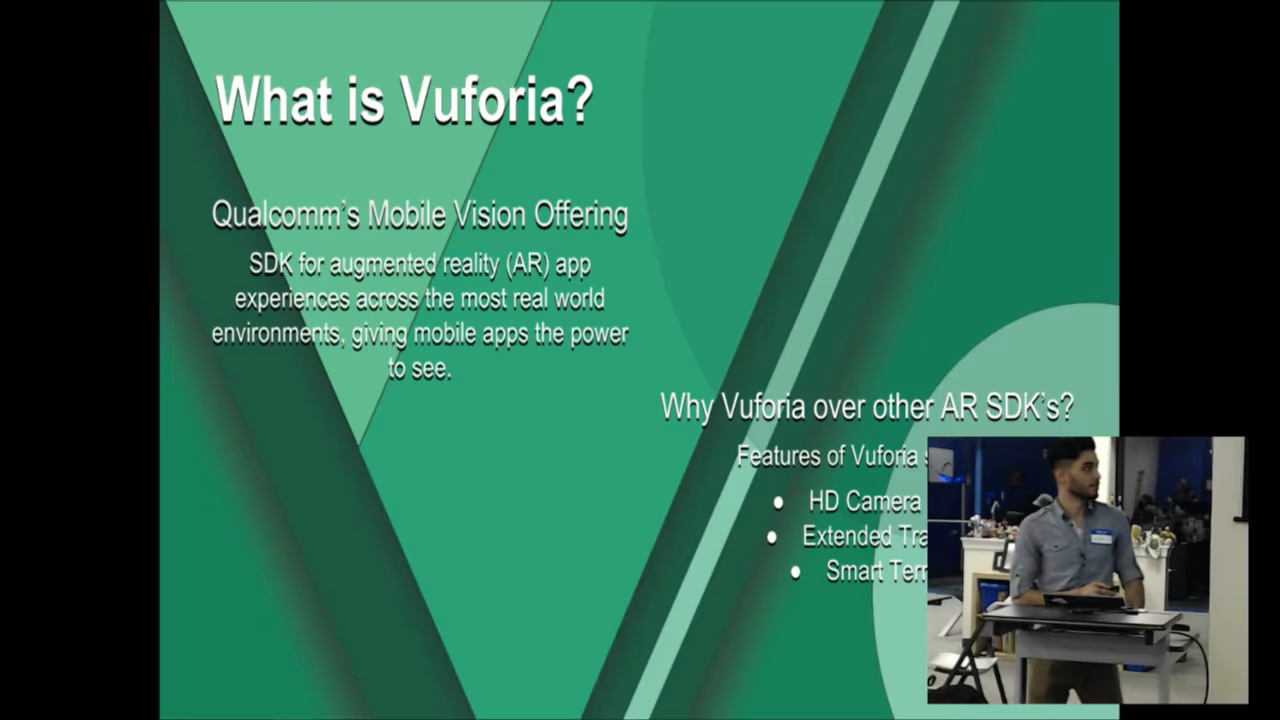 What is Vuforia?
Qualcomm's Mobile Vision Offering
SDK for augmented reality (AR) app
experiences across the most real world
environments, giving mobile apps the power
to see.
Why Vuforia over other AR SDK's?
Features of Vuforia
• HD Camera
• Extended
• Smart